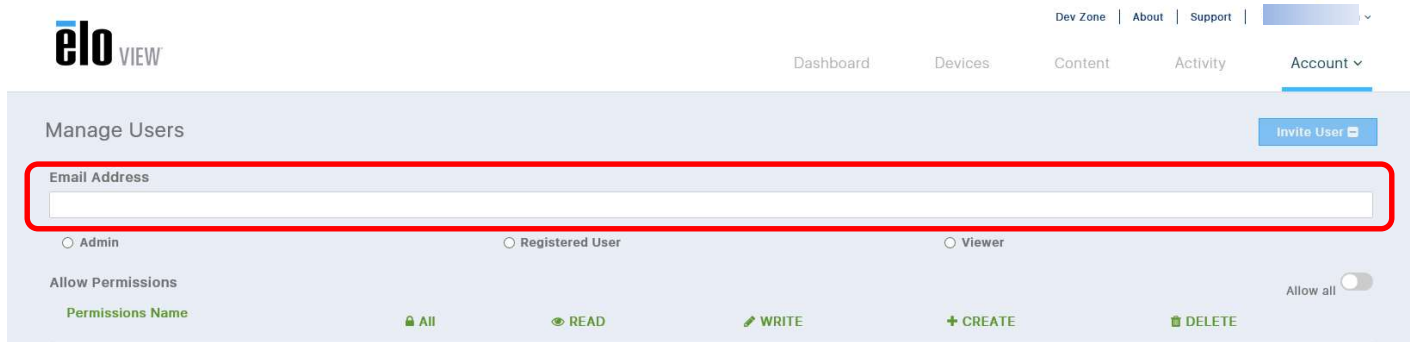 Dev Zone | About | Support |
ēlo VIEW
Dashboard Devices Content Activity Account
Manage Users
Invite User
Email Address
Admin Registered User Viewer
Allow Permissions
Allow all
Permissions Name
All READ WRITE CREATE DELETE